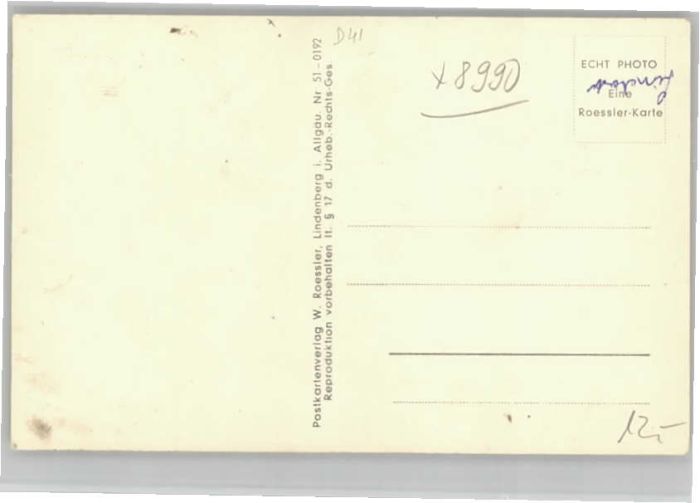 D41
x 8990
ECHT PHOTO
Eine
Roessler-Karte
Postkartenverlag W. Roessler, Lindenberg i. Allgäu. Nr 51-0192
Reproduktion vorbehalten lt. § 17 d. Urheb.-Rechts-Ges.
12,-